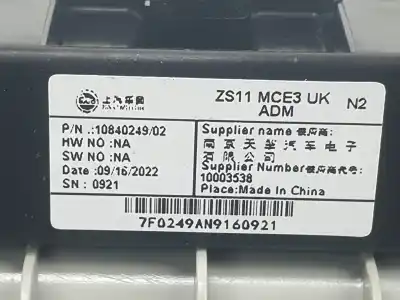 上汽集团
SAIC MOTOR
ZS11 MCE3 UK N2
ADM
P/N .:10840249/02
HW NO :NA
SW NO :NA
Date :09/16/2022
SN : 0921
Supplier name 供应商:
南京天擎汽车电子
有限公司
Supplier Number供应商代码:
10003538
Place:Made In China
7F0249AN9160921